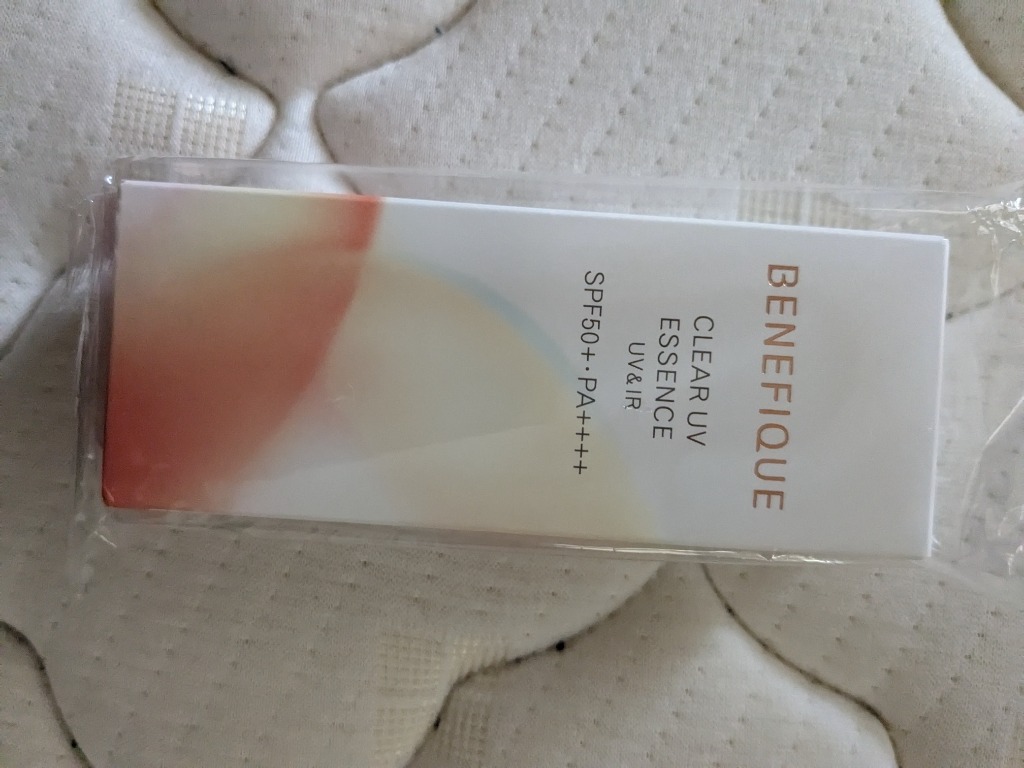 BENEFIQUE
CLEAR UV
ESSENCE
UV&IR
SPF50+・PA++++